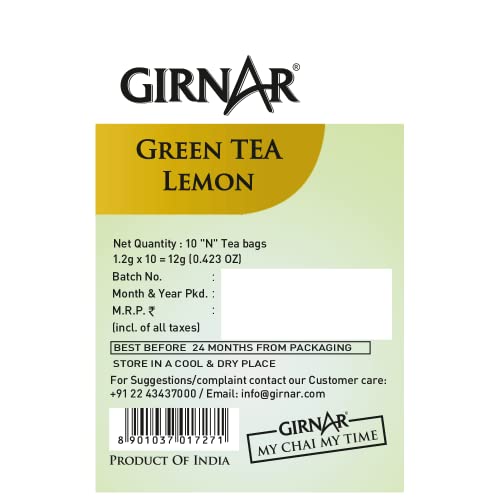 GIRNAR®
GREEN TEA
LEMON
Net Quantity : 10 "N" Tea bags
1.2g x 10 = 12g (0.423 OZ)
Batch No. :
Month & Year Pkd. :
M.R.P. ₹ :
(incl. of all taxes)
BEST BEFORE 24 MONTHS FROM PACKAGING
STORE IN A COOL & DRY PLACE
For Suggestions/complaint contact our Customer care:
+91 22 43437000 / Email: info@girnar.com
8 901037 017271
PRODUCT OF INDIA
GIRNAR®
MY CHAI MY TIME